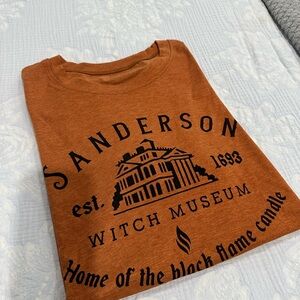 SANDERSON
est. 1693
WITCH MUSEUM
Home of the black flame candle